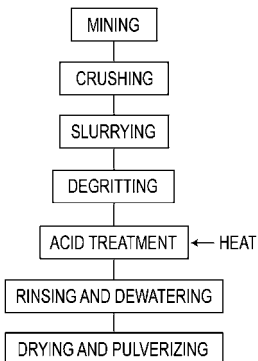 MINING
CRUSHING
SLURRYING
DEGRITTING
ACID TREATMENT ← HEAT
RINSING AND DEWATERING
DRYING AND PULVERIZING